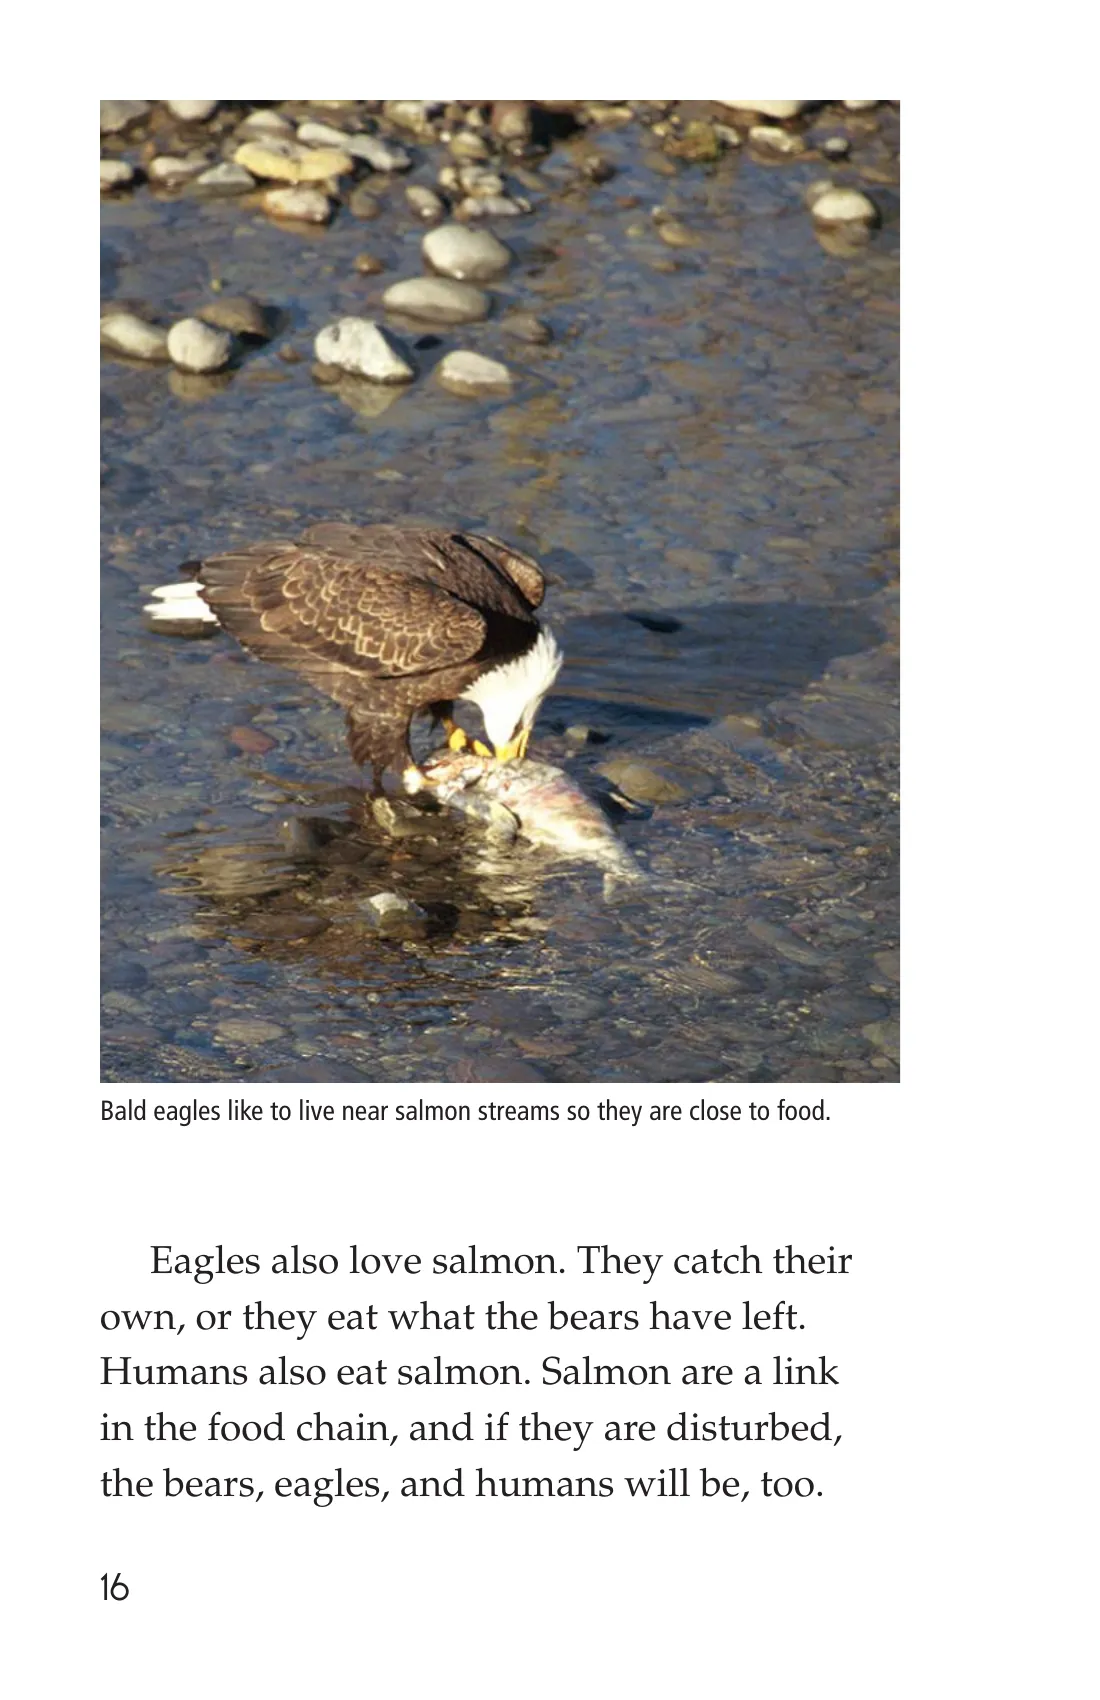 Bald eagles like to live near salmon streams so they are close to food.
Eagles also love salmon. They catch their
own, or they eat what the bears have left.
Humans also eat salmon. Salmon are a link
in the food chain, and if they are disturbed,
the bears, eagles, and humans will be, too.
16